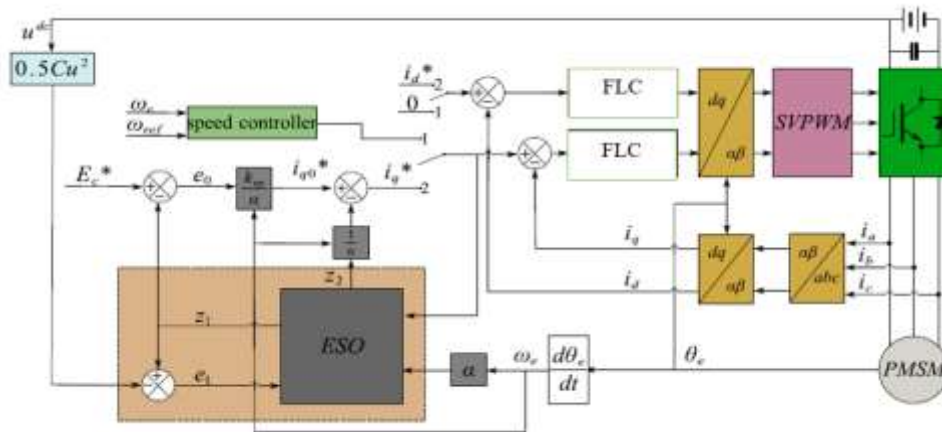 u^dc
0.5Cu²
i_d*
2
0
1
FLC
dq
αβ
SVPWM
ω_e
ω_ref
speed controller
1
i_q*
2
FLC
E_c*
+
−
e_0
α
i_q0*
+
−
1
α
z_2
i_q
i_d
dq
αβ
αβ
abc
i_a
i_b
i_c
z_1
ESO
e_1
α
ω_e
dθ_e
dt
θ_e
PMSM